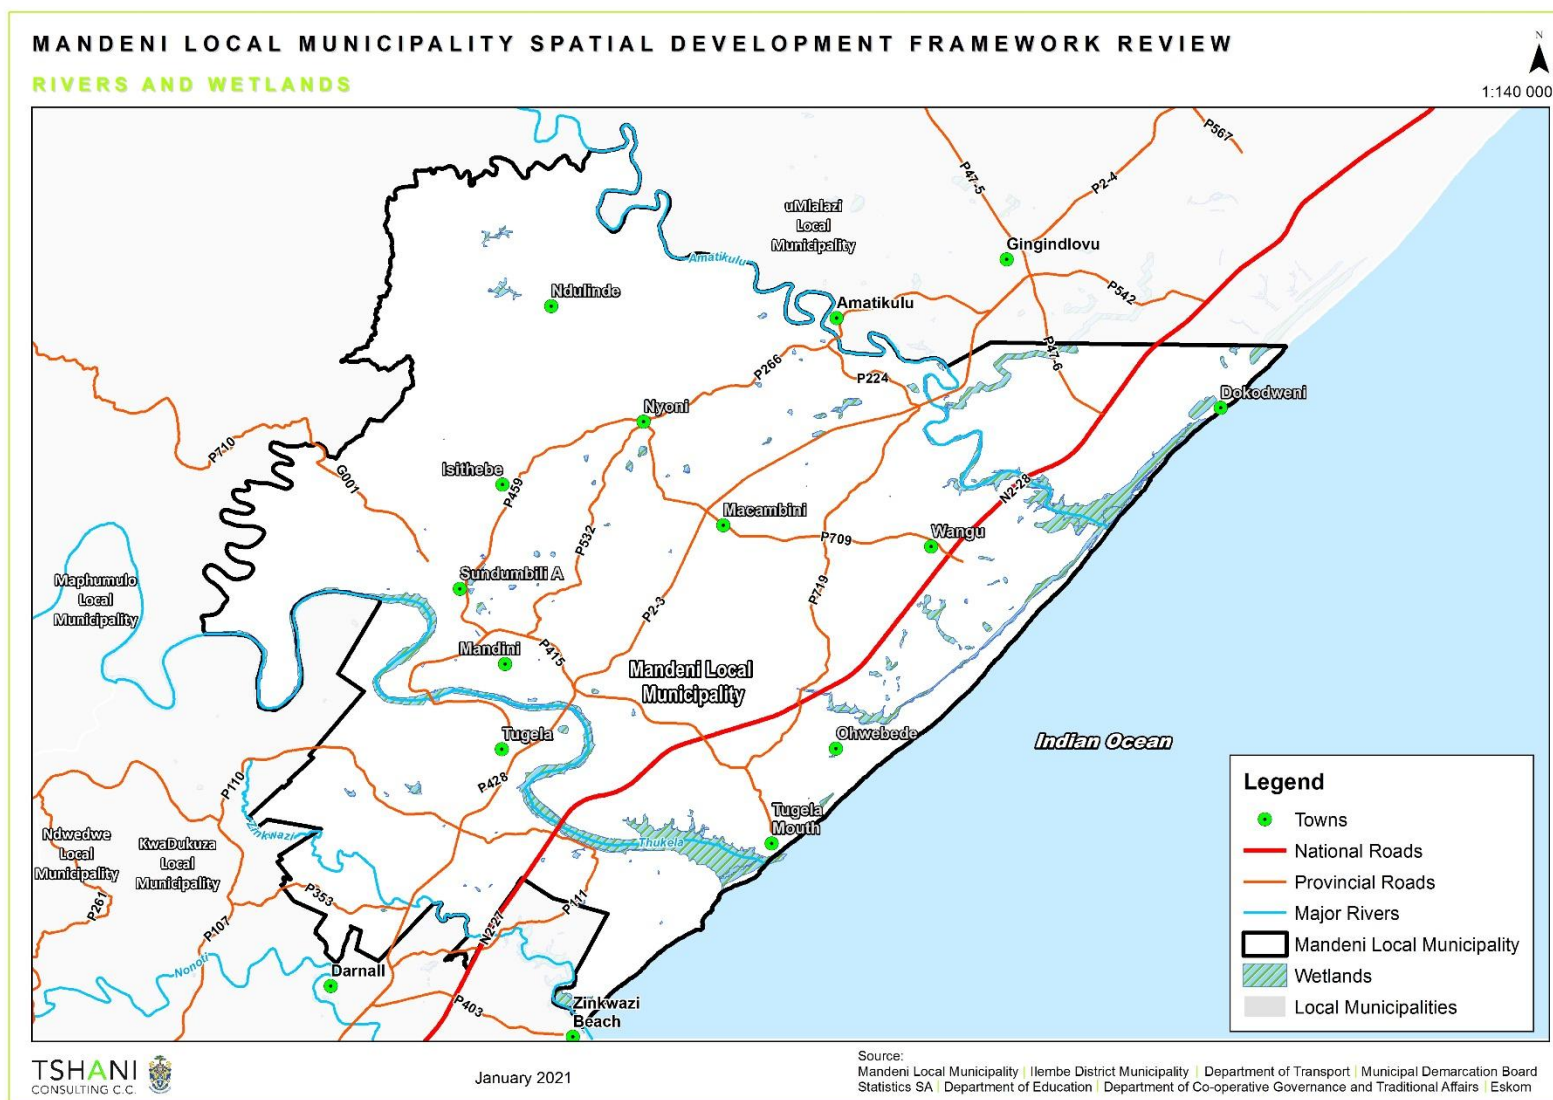 MANDENI LOCAL MUNICIPALITY SPATIAL DEVELOPMENT FRAMEWORK REVIEW
RIVERS AND WETLANDS
N
1:140 000
P567
P47-5
P2-4
uMlalazi
Local
Municipality
Gingindlovu
Amatikulu
Ndulinde
P542
Amatikulu
P47-6
P266
P224
Dokodweni
Nyoni
P710
G001
Isithebe
P459
N2-28
Macambini
P532
P709
Wangu
Sundumbili A
Maphumulo
Local
Municipality
P719
P2-3
Mandini
P415
Mandeni Local
Municipality
Tugela
Ohwebede
Indian Ocean
P110
P428
Zinkwazi
Tugela
Mouth
Thukela
Ndwedwe
Local
Municipality
KwaDukuza
Local
Municipality
P353
P261
P111
P107
N2-27
Nonoti
Darnall
P403
Zinkwazi
Beach
Legend
Towns
National Roads
Provincial Roads
Major Rivers
Mandeni Local Municipality
Wetlands
Local Municipalities
TSHANI
CONSULTING C.C.
January 2021
Source:
Mandeni Local Municipality | Ilembe District Municipality | Department of Transport | Municipal Demarcation Board
Statistics SA | Department of Education | Department of Co-operative Governance and Traditional Affairs | Eskom